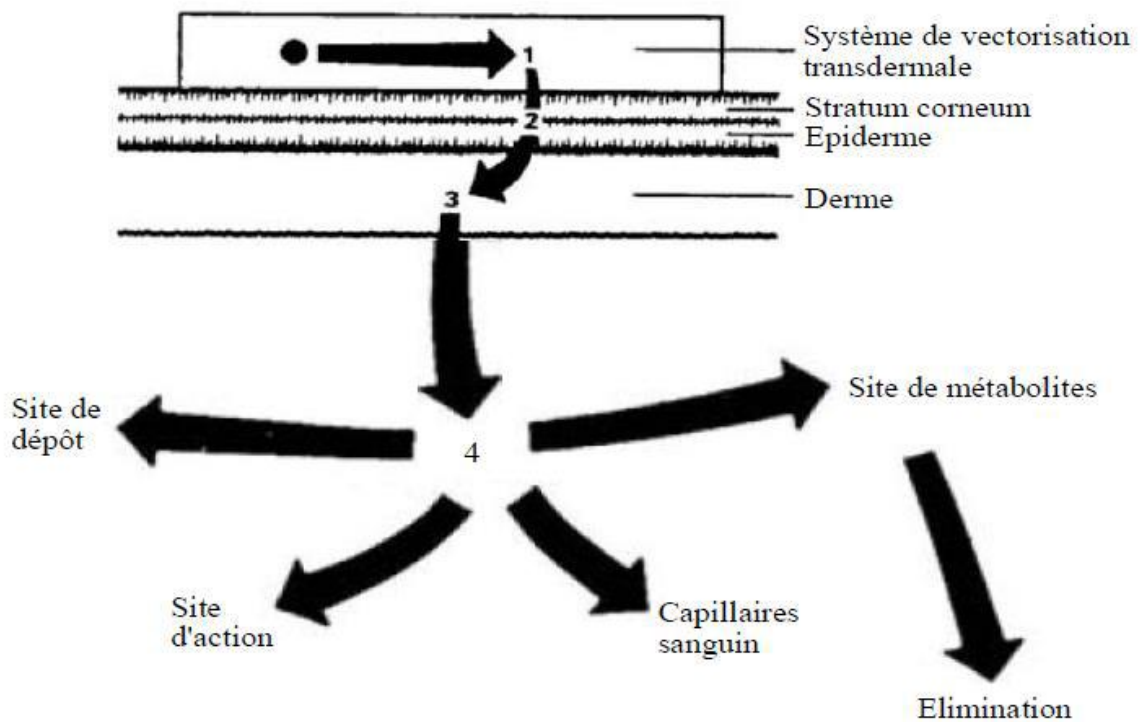 1
Système de vectorisation
transdermale
Stratum corneum
2
Epiderme
3
Derme
Site de métabolites
Site de
dépôt
4
Site
d'action
Capillaires
sanguin
Elimination